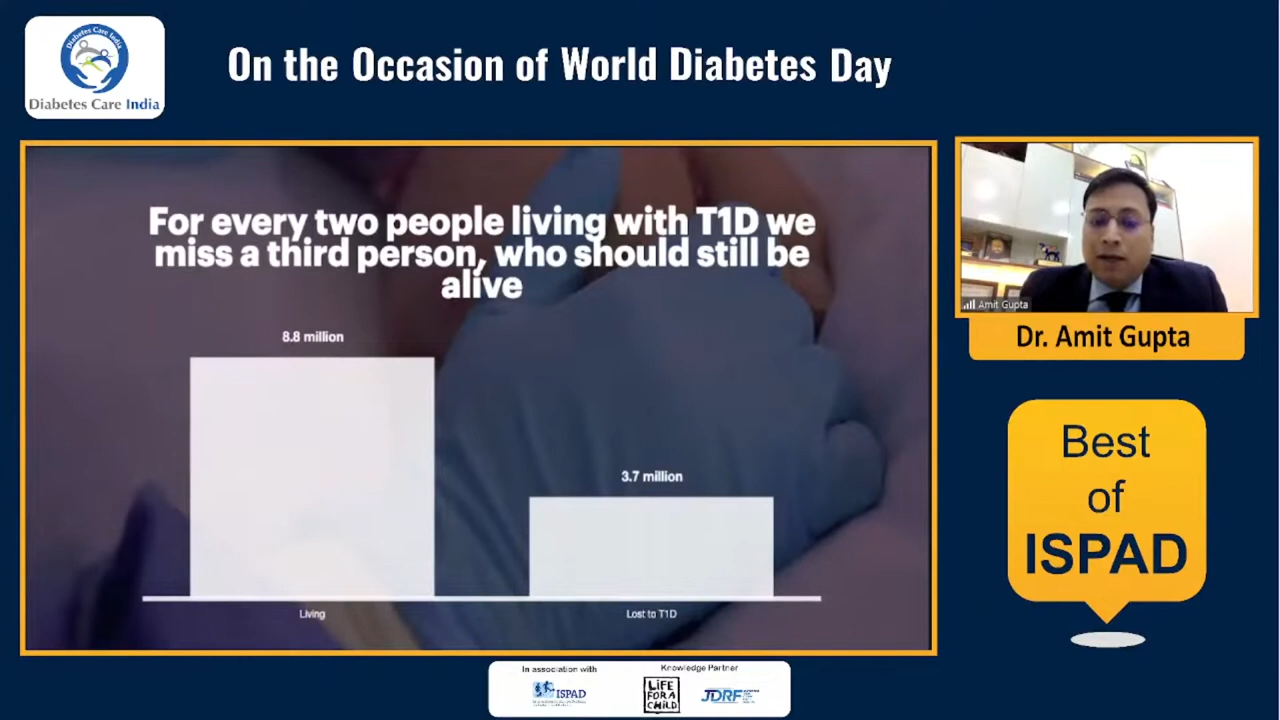 Diabetes Care India
Diabetes Care India
On the Occasion of World Diabetes Day
For every two people living with T1D we
miss a third person, who should still be
alive
8.8 million
3.7 million
Living
Lost to T1D
Amit Gupta
Dr. Amit Gupta
Best
of
ISPAD
In association with
ISPAD
Knowledge Partner
LiFE
FOR A
CHiLD
JDRF